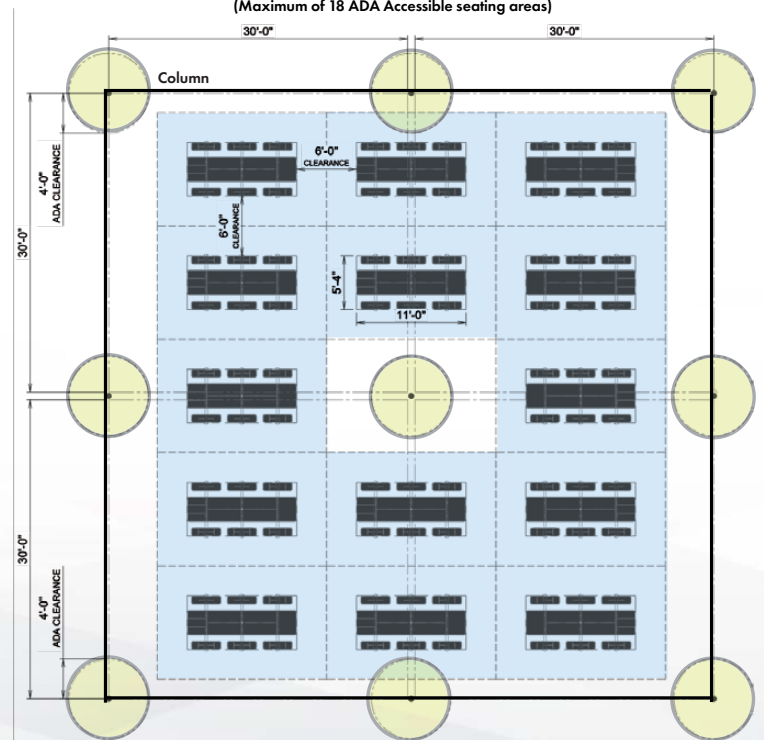 (Maximum of 18 ADA Accessible seating areas)
30'-0"
30'-0"
Column
6'-0"
CLEARANCE
4'-0"
ADA CLEARANCE
6'-0"
CLEARANCE
30'-0"
5'-4"
11'-0"
30'-0"
4'-0"
ADA CLEARANCE